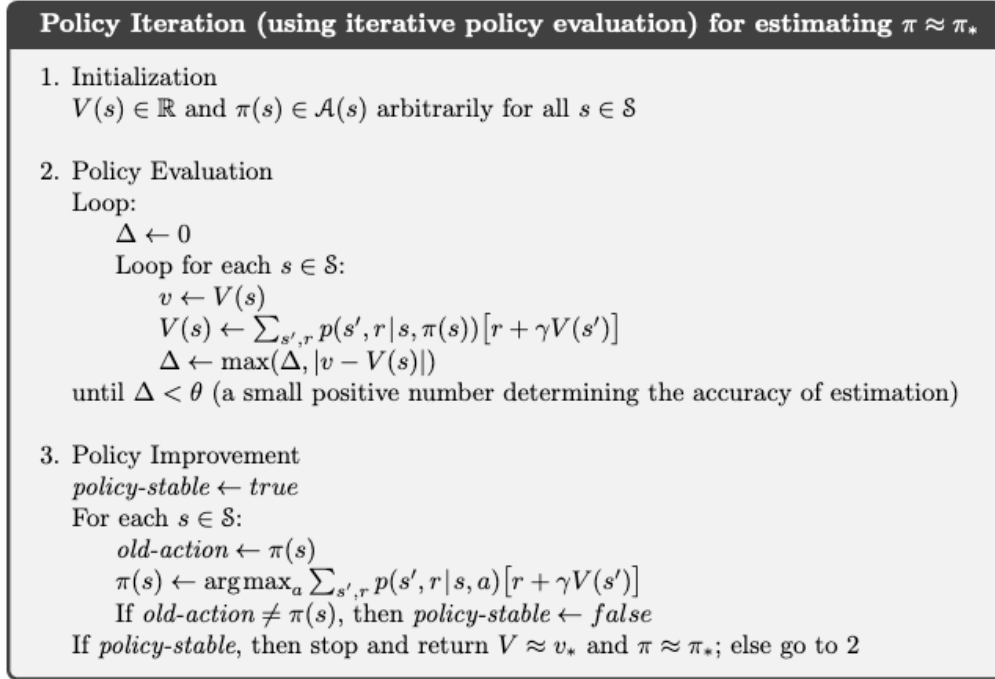 Policy Iteration (using iterative policy evaluation) for estimating π ≈ π∗
1. Initialization
V(s) ∈ ℝ and π(s) ∈ 𝒜(s) arbitrarily for all s ∈ 𝒮
2. Policy Evaluation
Loop:
Δ ← 0
Loop for each s ∈ 𝒮:
v ← V(s)
V(s) ← ∑_{s′,r} p(s′,r|s,π(s))[r + γV(s′)]
Δ ← max(Δ, |v − V(s)|)
until Δ < θ (a small positive number determining the accuracy of estimation)
3. Policy Improvement
policy-stable ← true
For each s ∈ 𝒮:
old-action ← π(s)
π(s) ← argmax_a ∑_{s′,r} p(s′,r|s,a)[r + γV(s′)]
If old-action ≠ π(s), then policy-stable ← false
If policy-stable, then stop and return V ≈ v∗ and π ≈ π∗; else go to 2